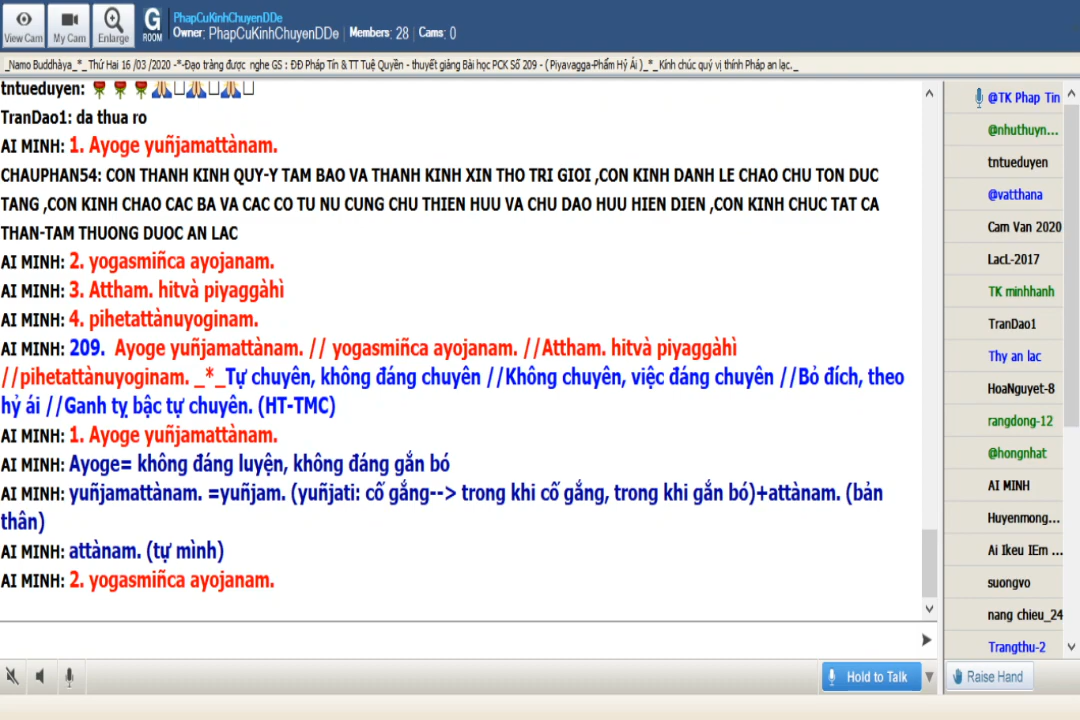 View Cam
My Cam
Enlarge
G
ROOM
PhapCuKinhChuyenDDe
Owner: PhapCuKinhChuyenDDe Members: 28 Cams: 0
_Namo Buddhàya_*_ Thứ Hai 16 /03 /2020 -*-Đạo tràng được nghe GS : ĐĐ Pháp Tín & TT Tuệ Quyền - thuyết giảng Bài học PCK Số 209 - ( Piyavagga-Phẩm Hỷ Ái )_*_ Kính chúc quý vị thính Pháp an lạc._
tntueduyen:
TranDao1: da thua ro
AI MINH: 1. Ayoge yuñjamattànam.
CHAUPHAN54: CON THANH KINH QUY-Y TAM BAO VA THANH KINH XIN THO TRI GIOI ,CON KINH DANH LE CHAO CHU TON DUC
TANG ,CON KINH CHAO CAC BA VA CAC CO TU NU CUNG CHU THIEN HUU VA CHU DAO HUU HIEN DIEN ,CON KINH CHUC TAT CA
THAN-TAM THUONG DUOC AN LAC
AI MINH: 2. yogasmiñca ayojanam.
AI MINH: 3. Attham. hitvà piyaggàhì
AI MINH: 4. pihetattànuyoginam.
AI MINH: 209. Ayoge yuñjamattànam. // yogasmiñca ayojanam. //Attham. hitvà piyaggàhì
//pihetattànuyoginam. _*_Tự chuyên, không đáng chuyên //Không chuyên, việc đáng chuyên //Bỏ đích, theo
hỷ ái //Ganh tỵ bậc tự chuyên. (HT-TMC)
AI MINH: 1. Ayoge yuñjamattànam.
AI MINH: Ayoge= không đáng luyện, không đáng gắn bó
AI MINH: yuñjamattànam. =yuñjam. (yuñjati: cố gắng--> trong khi cố gắng, trong khi gắn bó)+attànam. (bản
thân)
AI MINH: attànam. (tự mình)
AI MINH: 2. yogasmiñca ayojanam.
@TK Phap Tin
@nhuthuyn...
tntueduyen
@vatthana
Cam Van 2020
LacL-2017
TK minhhanh
TranDao1
Thy an lac
HoaNguyet-8
rangdong-12
@hongnhat
AI MINH
Huyenmong...
Ai Ikeu IEm ...
suongvo
nang chieu_24
Trangthu-2
Hold to Talk
Raise Hand